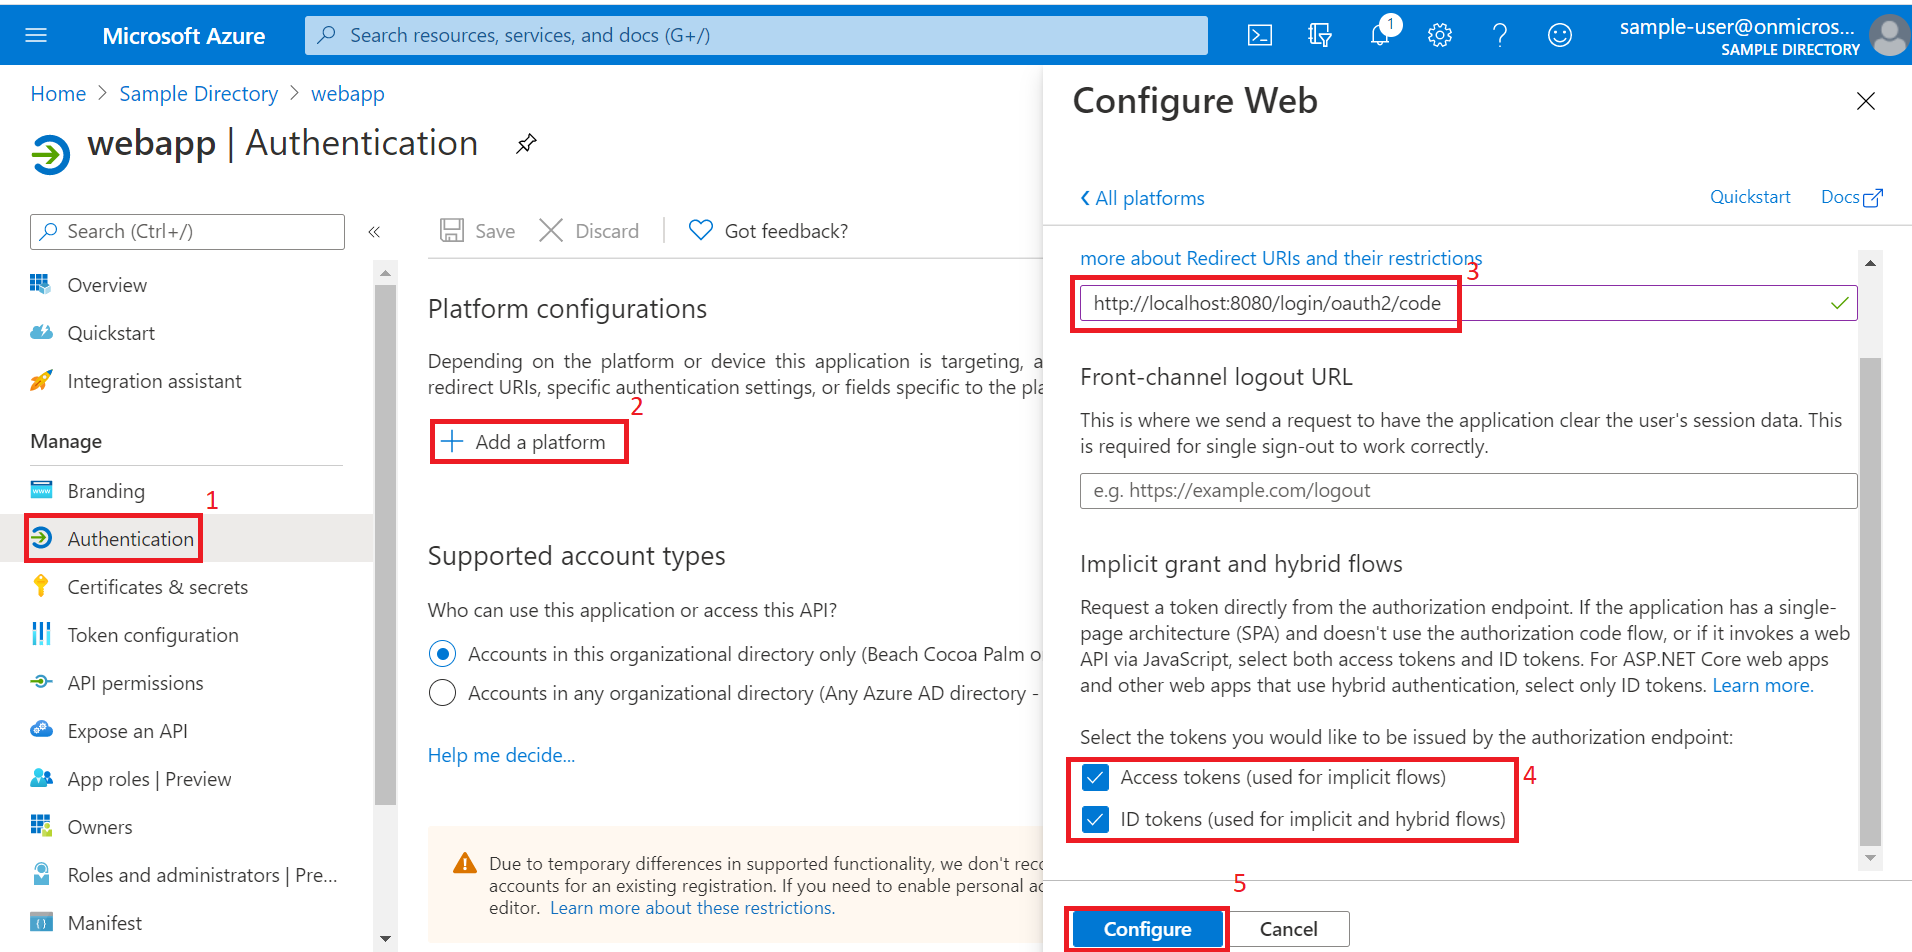 Microsoft Azure
Search resources, services, and docs (G+/)
1
sample-user@onmicros...
SAMPLE DIRECTORY
Home > Sample Directory > webapp
webapp | Authentication
Search (Ctrl+/)
«
Overview
Quickstart
Integration assistant
Manage
Branding
1
Authentication
Certificates & secrets
Token configuration
API permissions
Expose an API
App roles | Preview
Owners
Roles and administrators | Pre...
Manifest
Save
Discard
Got feedback?
Platform configurations
Depending on the platform or device this application is targeting, a
redirect URIs, specific authentication settings, or fields specific to the pla
2
+ Add a platform
Supported account types
Who can use this application or access this API?
Accounts in this organizational directory only (Beach Cocoa Palm o
Accounts in any organizational directory (Any Azure AD directory -
Help me decide...
Due to temporary differences in supported functionality, we don't reco
accounts for an existing registration. If you need to enable personal ac
editor. Learn more about these restrictions.
Configure Web
All platforms
Quickstart
Docs
more about Redirect URIs and their restrictions
3
http://localhost:8080/login/oauth2/code
Front-channel logout URL
This is where we send a request to have the application clear the user's session data. This
is required for single sign-out to work correctly.
e.g. https://example.com/logout
Implicit grant and hybrid flows
Request a token directly from the authorization endpoint. If the application has a single-
page architecture (SPA) and doesn't use the authorization code flow, or if it invokes a web
API via JavaScript, select both access tokens and ID tokens. For ASP.NET Core web apps
and other web apps that use hybrid authentication, select only ID tokens. Learn more.
Select the tokens you would like to be issued by the authorization endpoint:
Access tokens (used for implicit flows)
4
ID tokens (used for implicit and hybrid flows)
5
Configure
Cancel